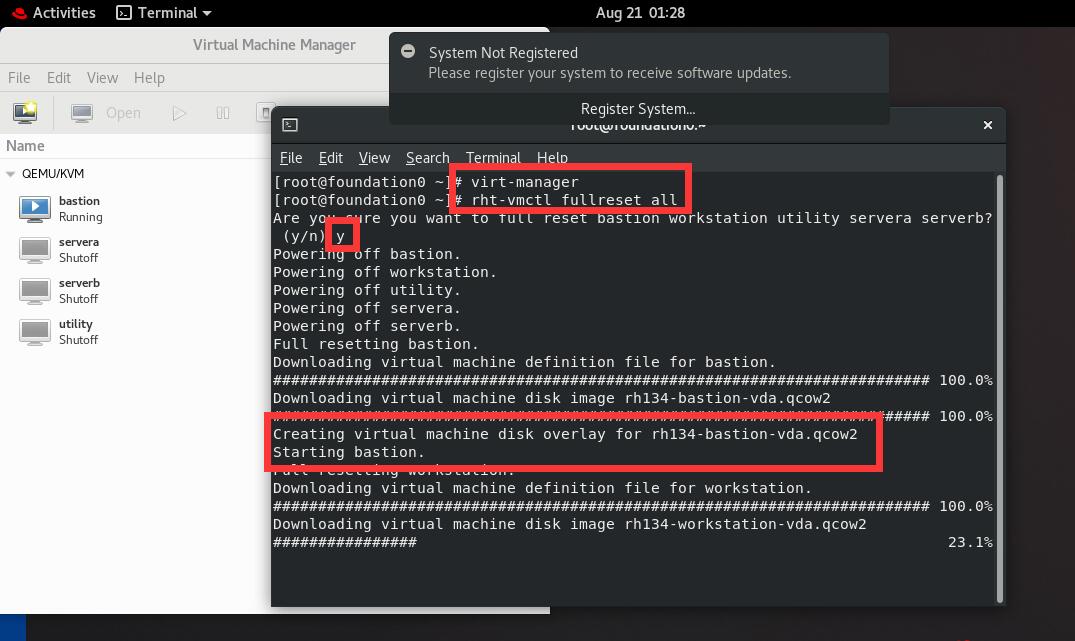 Activities
Terminal
Aug 21 01:28
Virtual Machine Manager
File Edit View Help
Open
Name
QEMU/KVM
bastion
Running
servera
Shutoff
serverb
Shutoff
utility
Shutoff
System Not Registered
Please register your system to receive software updates.
Register System...
root@foundation0:~
File Edit View Search Terminal Help
[root@foundation0 ~]# virt-manager
[root@foundation0 ~]# rht-vmctl fullreset all
Are you sure you want to full reset bastion workstation utility servera serverb?
(y/n) y
Powering off bastion.
Powering off workstation.
Powering off utility.
Powering off servera.
Powering off serverb.
Full resetting bastion.
Downloading virtual machine definition file for bastion.
######################################################################### 100.0%
Downloading virtual machine disk image rh134-bastion-vda.qcow2
######################################################################### 100.0%
Creating virtual machine disk overlay for rh134-bastion-vda.qcow2
Starting bastion.
Full resetting workstation.
Downloading virtual machine definition file for workstation.
######################################################################### 100.0%
Downloading virtual machine disk image rh134-workstation-vda.qcow2
################ 23.1%